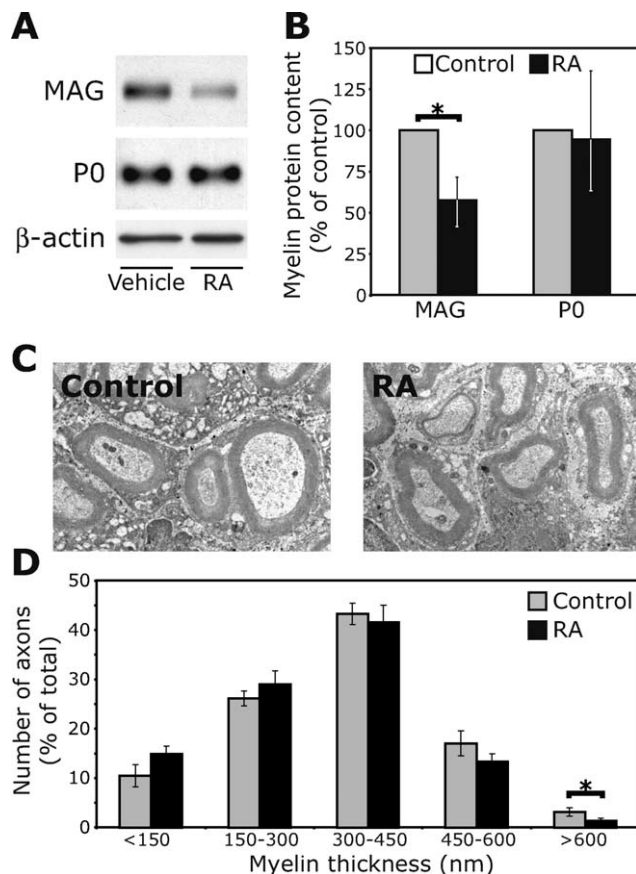 A
MAG
P0
β-actin
Vehicle RA
B
Myelin protein content
(% of control)
150
125
100
75
50
25
0
Control RA
*
MAG P0
C
Control RA
D
Number of axons
(% of total)
50
40
30
20
10
0
Control
RA
*
<150 150-300 300-450 450-600 >600
Myelin thickness (nm)